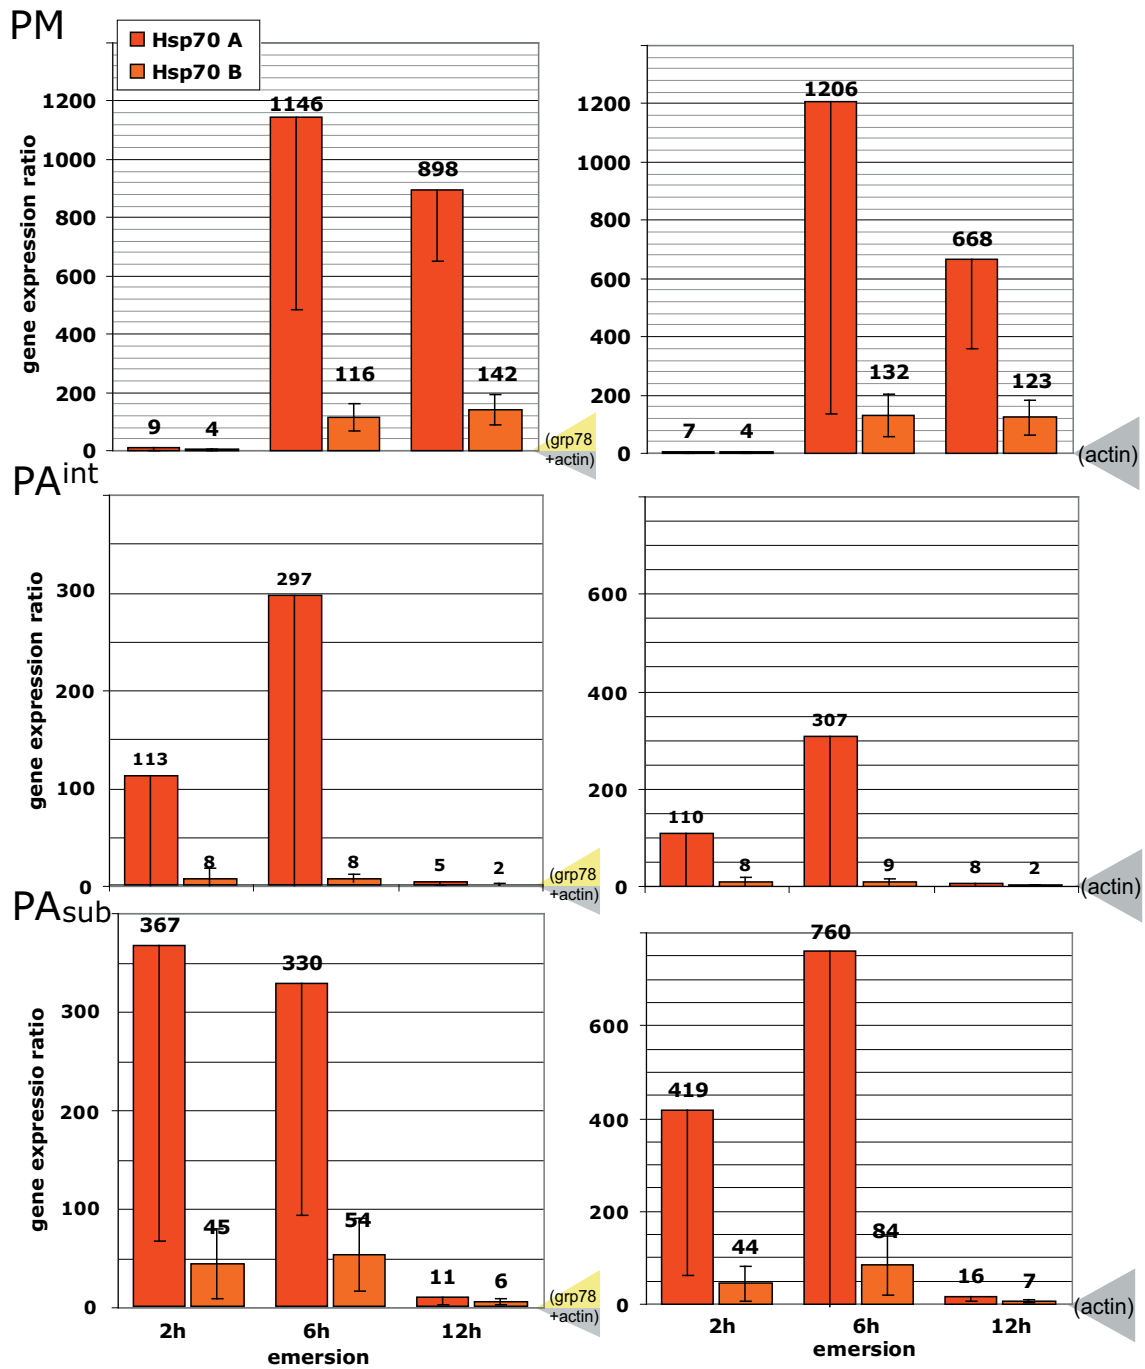 PM
Hsp70 A
Hsp70 B
gene expression ratio
1200
1000
800
600
400
200
0
9
4
1146
116
898
142
(grp78
+actin)
1200
1000
800
600
400
200
0
7
4
1206
132
668
123
(actin)
PAint
gene expression ratio
300
200
100
0
113
8
297
8
5
2
(grp78
+actin)
600
400
200
0
110
8
307
9
8
2
(actin)
PAsub
gene expressio ratio
300
200
100
0
367
45
330
54
11
6
(grp78
+actin)
2h
6h
12h
emersion
600
400
200
0
419
44
760
84
16
7
(actin)
2h
6h
12h
emersion